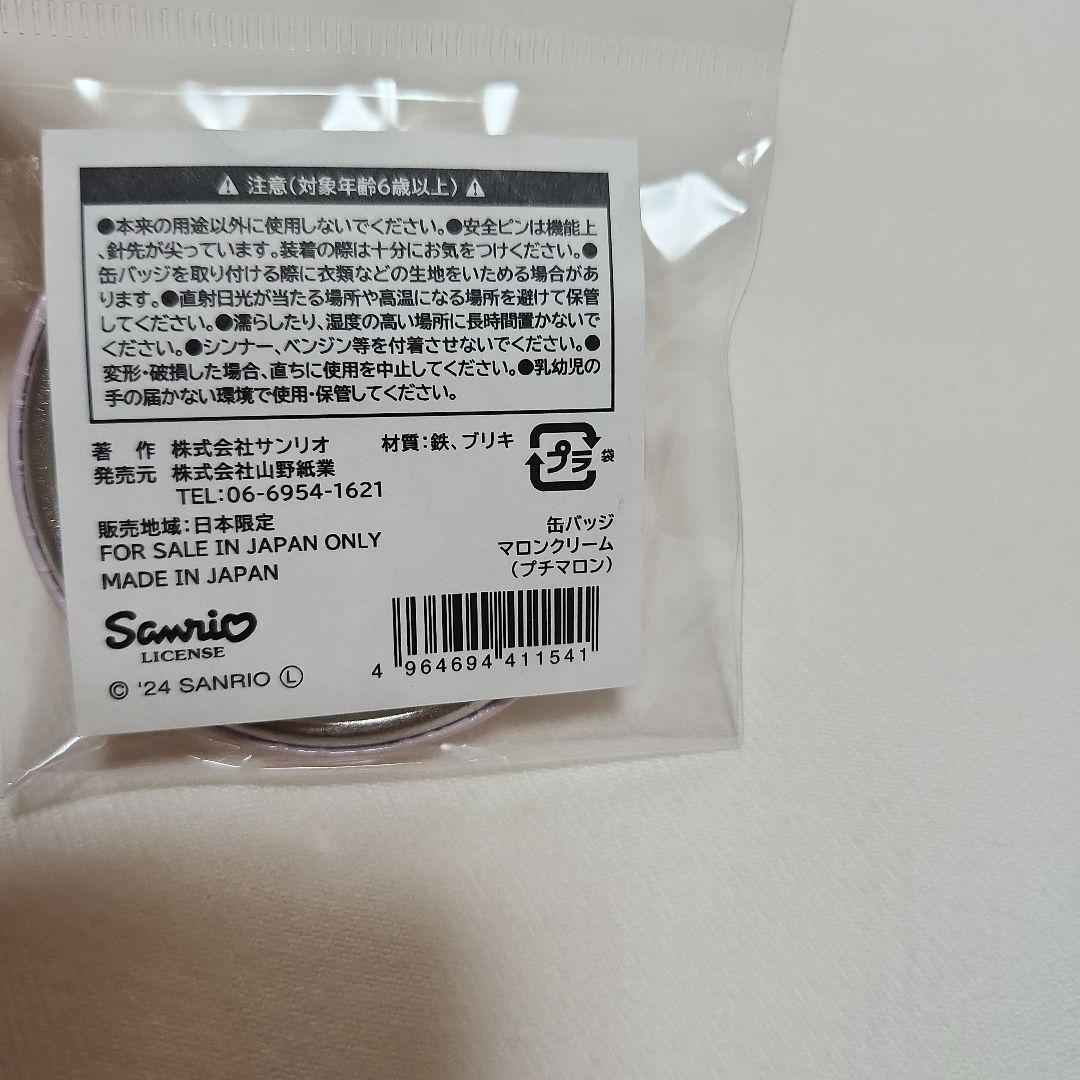 ⚠ 注意(対象年齢6歳以上) ⚠
●本来の用途以外に使用しないでください。●安全ピンは機能上
、針先が尖っています。装着の際は十分にお気をつけください。●
缶バッジを取り付ける際に衣類などの生地をいためる場合があ
ります。●直射日光が当たる場所や高温になる場所を避けて保管
してください。●濡らしたり、湿度の高い場所に長時間置かないで
ください。●シンナー、ベンジン等を付着させないでください。●
変形・破損した場合、直ちに使用を中止してください。●乳幼児の
手の届かない環境で使用・保管してください。
著 作 株式会社サンリオ 材質:鉄、ブリキ
発売元 株式会社山野紙業
TEL:06-6954-1621
プラ 袋
販売地域:日本限定
FOR SALE IN JAPAN ONLY
MADE IN JAPAN
缶バッジ
マロンクリーム
(プチマロン)
Sanrio
LICENSE
© '24 SANRIO Ⓛ
4 964694 411541